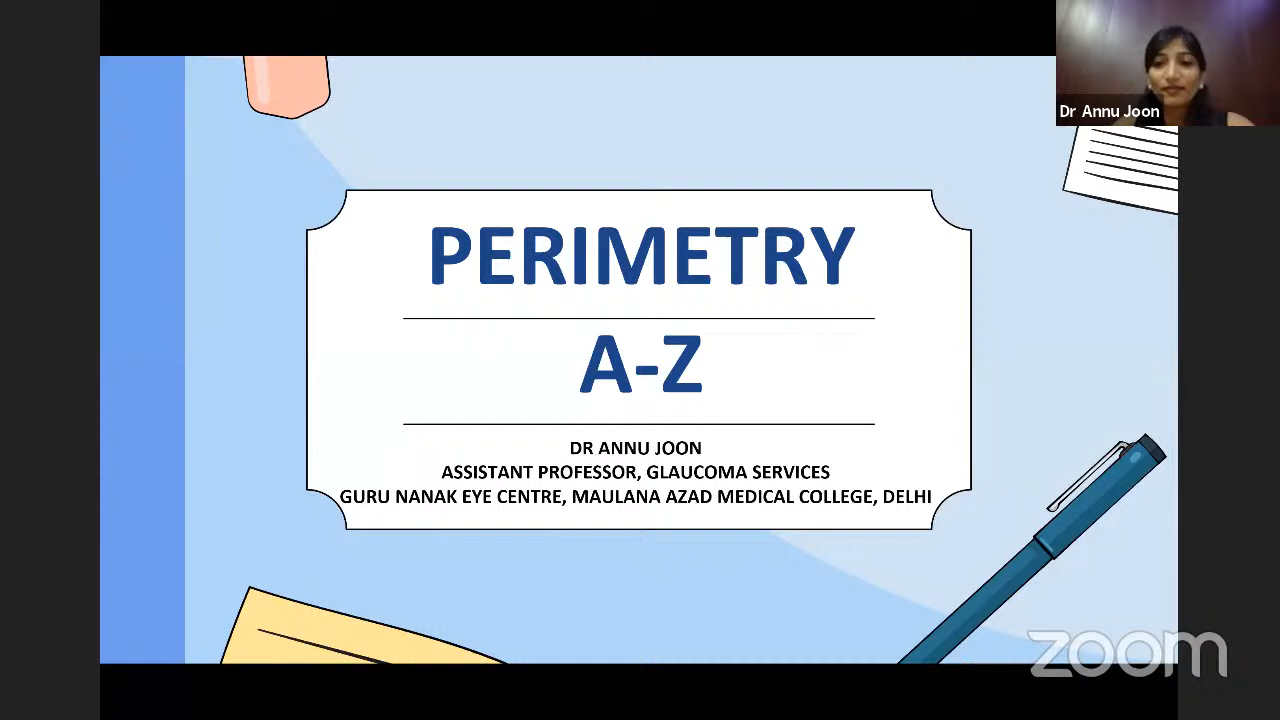 Dr Annu Joon
PERIMETRY
A-Z
DR ANNU JOON
ASSISTANT PROFESSOR, GLAUCOMA SERVICES
GURU NANAK EYE CENTRE, MAULANA AZAD MEDICAL COLLEGE, DELHI
zoom